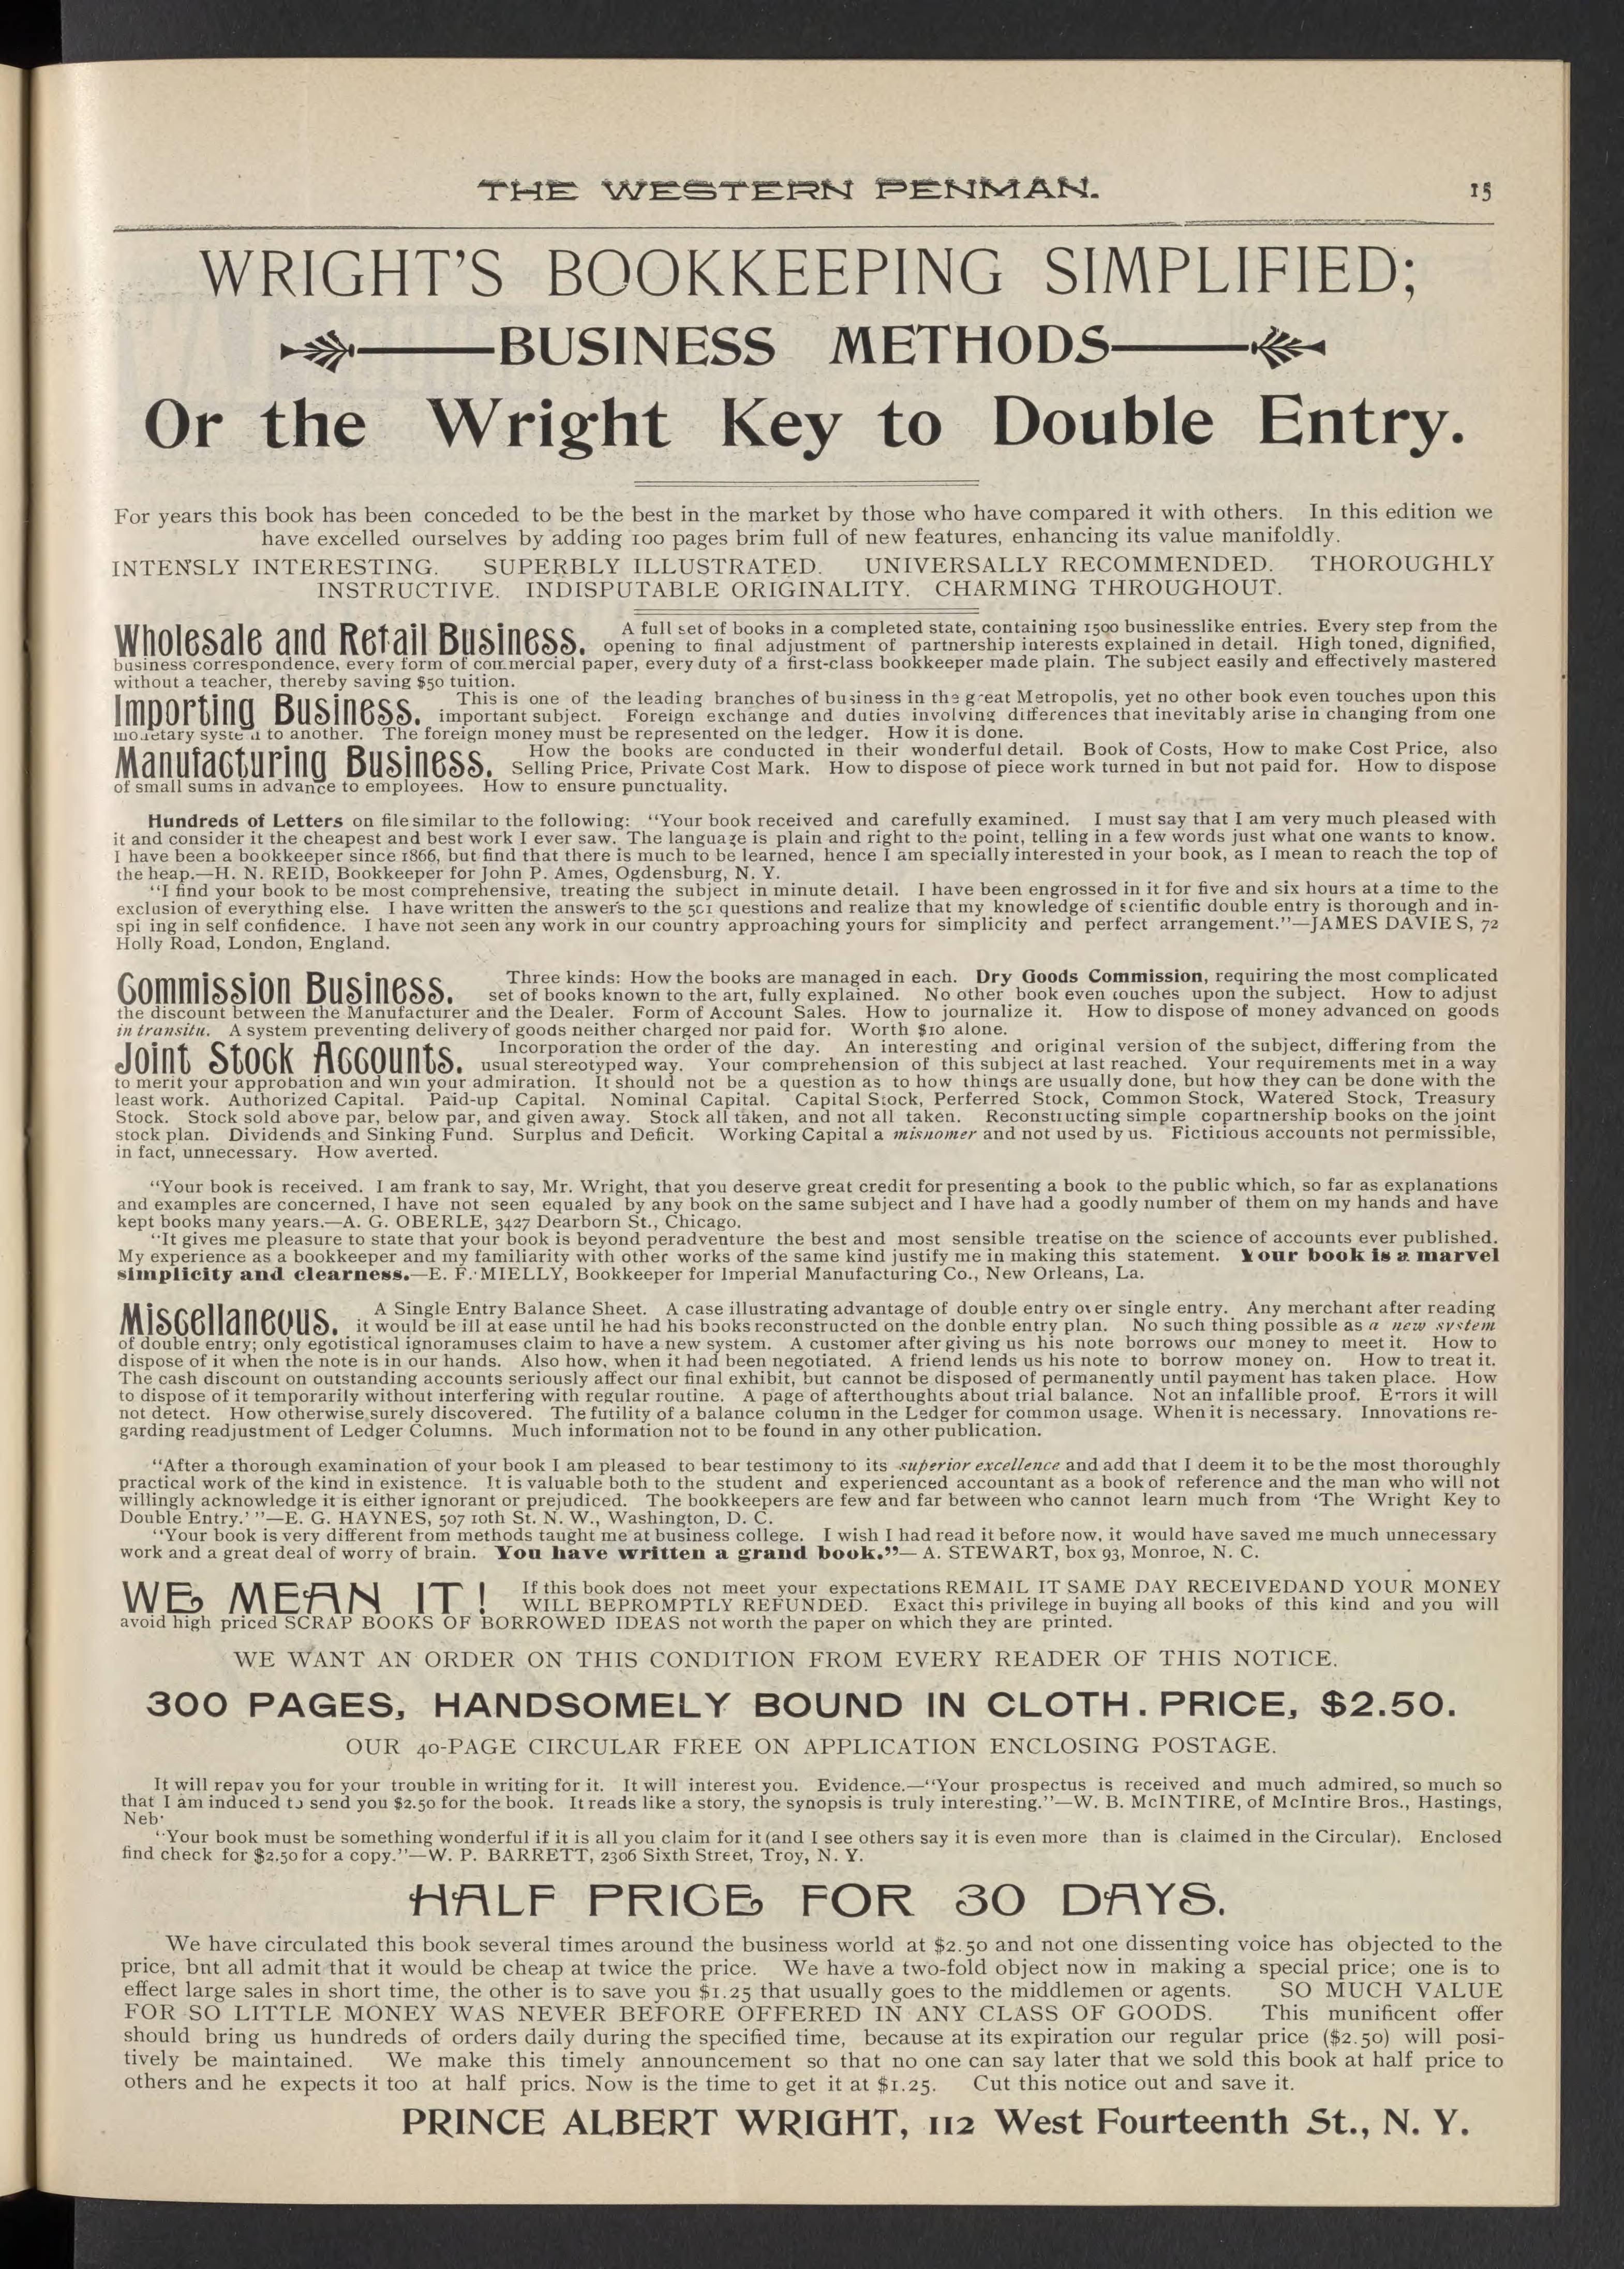 THE WESTERN PENMAN. 15
WRIGHT'S BOOKKEEPING SIMPLIFIED;
BUSINESS METHODS
Or the Wright Key to Double Entry.
For years this book has been conceded to be the best in the market by those who have compared it with others. In this edition we
have excelled ourselves by adding 100 pages brim full of new features, enhancing its value manifoldly.
INTENSLY INTERESTING. SUPERBLY ILLUSTRATED. UNIVERSALLY RECOMMENDED. THOROUGHLY
INSTRUCTIVE. INDISPUTABLE ORIGINALITY. CHARMING THROUGHOUT.
Wholesale and Retail Business. A full set of books in a completed state, containing 1500 businesslike entries. Every step from the
opening to final adjustment of partnership interests explained in detail. High toned, dignified,
business correspondence, every form of commercial paper, every duty of a first-class bookkeeper made plain. The subject easily and effectively mastered
without a teacher, thereby saving $50 tuition.
Importing Business. This is one of the leading branches of business in the great Metropolis, yet no other book even touches upon this
important subject. Foreign exchange and duties involving differences that inevitably arise in changing from one
monetary system to another. The foreign money must be represented on the ledger. How it is done.
Manufacturing Business. How the books are conducted in their wonderful detail. Book of Costs, How to make Cost Price, also
Selling Price, Private Cost Mark. How to dispose of piece work turned in but not paid for. How to dispose
of small sums in advance to employees. How to ensure punctuality.
Hundreds of Letters on file similar to the following: "Your book received and carefully examined. I must say that I am very much pleased with
it and consider it the cheapest and best work I ever saw. The language is plain and right to the point, telling in a few words just what one wants to know.
I have been a bookkeeper since 1866, but find that there is much to be learned, hence I am specially interested in your book, as I mean to reach the top of
the heap.—H. N. REID, Bookkeeper for John P. Ames, Ogdensburg, N. Y.
"I find your book to be most comprehensive, treating the subject in minute detail. I have been engrossed in it for five and six hours at a time to the
exclusion of everything else. I have written the answers to the 501 questions and realize that my knowledge of scientific double entry is thorough and in-
spi ing in self confidence. I have not seen any work in our country approaching yours for simplicity and perfect arrangement."—JAMES DAVIES, 72
Holly Road, London, England.
Commission Business. Three kinds: How the books are managed in each. Dry Goods Commission, requiring the most complicated
set of books known to the art, fully explained. No other book even touches upon the subject. How to adjust
the discount between the Manufacturer and the Dealer. Form of Account Sales. How to journalize it. How to dispose of money advanced on goods
in transitu. A system preventing delivery of goods neither charged nor paid for. Worth $10 alone.
Joint Stock Accounts. Incorporation the order of the day. An interesting and original version of the subject, differing from the
usual stereotyped way. Your comprehension of this subject at last reached. Your requirements met in a way
to merit your approbation and win your admiration. It should not be a question as to how things are usually done, but how they can be done with the
least work. Authorized Capital. Paid-up Capital. Nominal Capital. Capital Stock, Perferred Stock, Common Stock, Watered Stock, Treasury
Stock. Stock sold above par, below par, and given away. Stock all taken, and not all taken. Reconstructing simple copartnership books on the joint
stock plan. Dividends and Sinking Fund. Surplus and Deficit. Working Capital a misnomer and not used by us. Fictitious accounts not permissible,
in fact, unnecessary. How averted.
"Your book is received. I am frank to say, Mr. Wright, that you deserve great credit for presenting a book to the public which, so far as explanations
and examples are concerned, I have not seen equaled by any book on the same subject and I have had a goodly number of them on my hands and have
kept books many years.—A. G. OBERLE, 3427 Dearborn St., Chicago.
"It gives me pleasure to state that your book is beyond peradventure the best and most sensible treatise on the science of accounts ever published.
My experience as a bookkeeper and my familiarity with other works of the same kind justify me in making this statement. Your book is a marvel
simplicity and clearness.—E. F. MIELLY, Bookkeeper for Imperial Manufacturing Co., New Orleans, La.
Miscellaneous. A Single Entry Balance Sheet. A case illustrating advantage of double entry over single entry. Any merchant after reading
it would be ill at ease until he had his books reconstructed on the donble entry plan. No such thing possible as a new system
of double entry; only egotistical ignoramuses claim to have a new system. A customer after giving us his note borrows our money to meet it. How to
dispose of it when the note is in our hands. Also how, when it had been negotiated. A friend lends us his note to borrow money on. How to treat it.
The cash discount on outstanding accounts seriously affect our final exhibit, but cannot be disposed of permanently until payment has taken place. How
to dispose of it temporarily without interfering with regular routine. A page of afterthoughts about trial balance. Not an infallible proof. Errors it will
not detect. How otherwise surely discovered. The futility of a balance column in the Ledger for common usage. When it is necessary. Innovations re-
garding readjustment of Ledger Columns. Much information not to be found in any other publication.
"After a thorough examination of your book I am pleased to bear testimony to its superior excellence and add that I deem it to be the most thoroughly
practical work of the kind in existence. It is valuable both to the student and experienced accountant as a book of reference and the man who will not
willingly acknowledge it is either ignorant or prejudiced. The bookkeepers are few and far between who cannot learn much from 'The Wright Key to
Double Entry.' "—E. G. HAYNES, 507 10th St. N. W., Washington, D. C.
"Your book is very different from methods taught me at business college. I wish I had read it before now, it would have saved me much unnecessary
work and a great deal of worry of brain. You have written a grand book."—A. STEWART, box 93, Monroe, N. C.
WE MEAN IT! If this book does not meet your expectations REMAIL IT SAME DAY RECEIVEDAND YOUR MONEY
WILL BEPROMPTLY REFUNDED. Exact this privilege in buying all books of this kind and you will
avoid high priced SCRAP BOOKS OF BORROWED IDEAS not worth the paper on which they are printed.
WE WANT AN ORDER ON THIS CONDITION FROM EVERY READER OF THIS NOTICE.
300 PAGES, HANDSOMELY BOUND IN CLOTH. PRICE, $2.50.
OUR 40-PAGE CIRCULAR FREE ON APPLICATION ENCLOSING POSTAGE.
It will repay you for your trouble in writing for it. It will interest you. Evidence.—"Your prospectus is received and much admired, so much so
that I am induced to send you $2.50 for the book. It reads like a story, the synopsis is truly interesting."—W. B. McINTIRE, of McIntire Bros., Hastings,
Neb.
"Your book must be something wonderful if it is all you claim for it (and I see others say it is even more than is claimed in the Circular). Enclosed
find check for $2.50 for a copy."—W. P. BARRETT, 2306 Sixth Street, Troy, N. Y.
HALF PRICE FOR 30 DAYS.
We have circulated this book several times around the business world at $2.50 and not one dissenting voice has objected to the
price, bnt all admit that it would be cheap at twice the price. We have a two-fold object now in making a special price; one is to
effect large sales in short time, the other is to save you $1.25 that usually goes to the middlemen or agents. SO MUCH VALUE
FOR SO LITTLE MONEY WAS NEVER BEFORE OFFERED IN ANY CLASS OF GOODS. This munificent offer
should bring us hundreds of orders daily during the specified time, because at its expiration our regular price ($2.50) will posi-
tively be maintained. We make this timely announcement so that no one can say later that we sold this book at half price to
others and he expects it too at half prics. Now is the time to get it at $1.25. Cut this notice out and save it.
PRINCE ALBERT WRIGHT, 112 West Fourteenth St., N. Y.